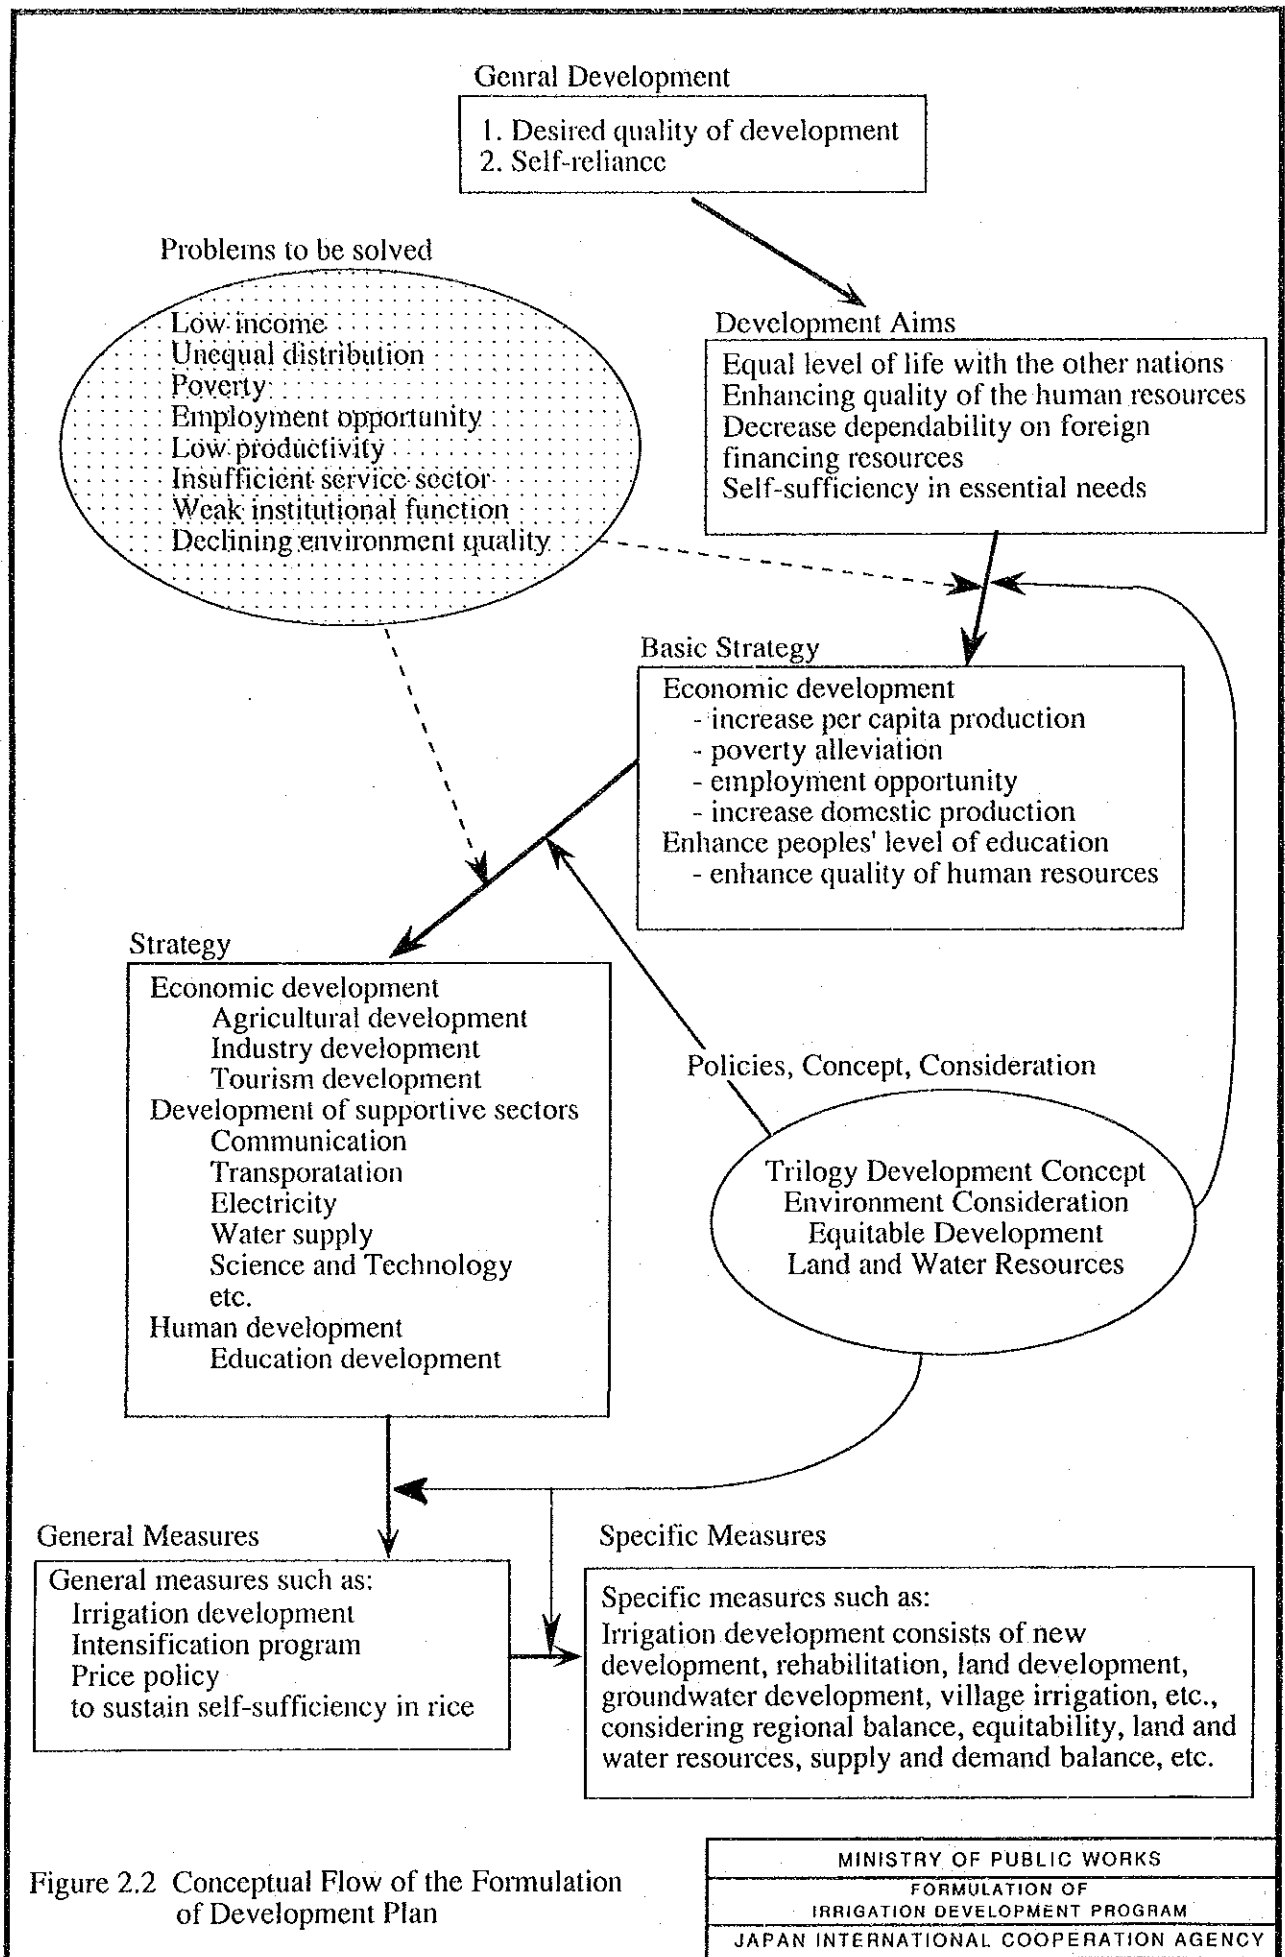 Genral Development
1. Desired quality of development
2. Self-reliance
Problems to be solved
Low income
Unequal distribution
Poverty
Employment opportunity
Low productivity
Insufficient service sector
Weak institutional function
Declining environment quality
Development Aims
Equal level of life with the other nations
Enhancing quality of the human resources
Decrease dependability on foreign
financing resources
Self-sufficiency in essential needs
Basic Strategy
Economic development
- increase per capita production
- poverty alleviation
- employment opportunity
- increase domestic production
Enhance peoples' level of education
- enhance quality of human resources
Strategy
Economic development
Agricultural development
Industry development
Tourism development
Development of supportive sectors
Communication
Transporatation
Electricity
Water supply
Science and Technology
etc.
Human development
Education development
Policies, Concept, Consideration
Trilogy Development Concept
Environment Consideration
Equitable Development
Land and Water Resources
General Measures
General measures such as:
Irrigation development
Intensification program
Price policy
to sustain self-sufficiency in rice
Specific Measures
Specific measures such as:
Irrigation development consists of new
development, rehabilitation, land development,
groundwater development, village irrigation, etc.,
considering regional balance, equitability, land and
water resources, supply and demand balance, etc.
Figure 2.2 Conceptual Flow of the Formulation
of Development Plan
MINISTRY OF PUBLIC WORKS
FORMULATION OF
IRRIGATION DEVELOPMENT PROGRAM
JAPAN INTERNATIONAL COOPERATION AGENCY